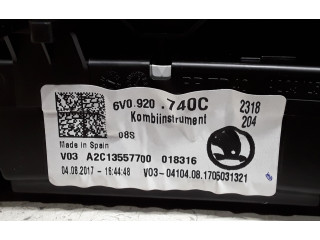 6V0.920 .740C
Kombiinstrument
2318
204
08S
Made in Spain
V03 A2C13557700 018316
04.08.2017 - 16:44:48 V03-04104.08.1705031321